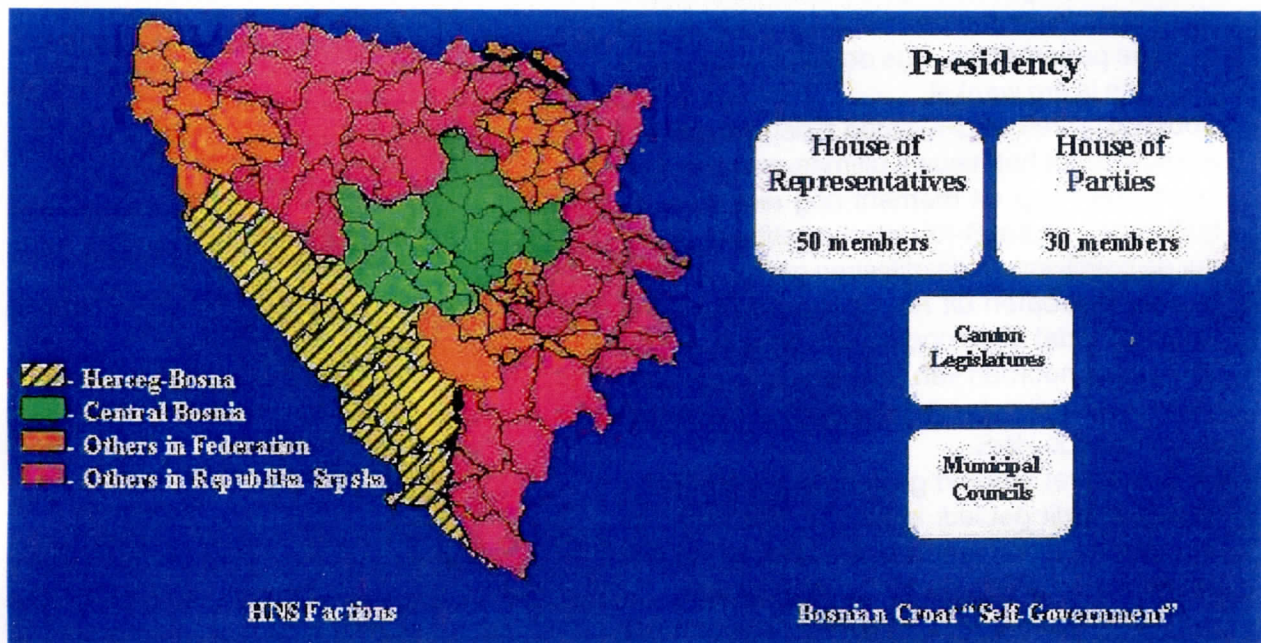 - Herceg-Bosna
- Central Bosnia
- Others in Federation
- Others in Republika Srpska
HNS Factions
Presidency
House of
Representatives
50 members
House of
Parties
30 members
Canton
Legislatures
Municipal
Councils
Bosnian Croat "Self-Government"